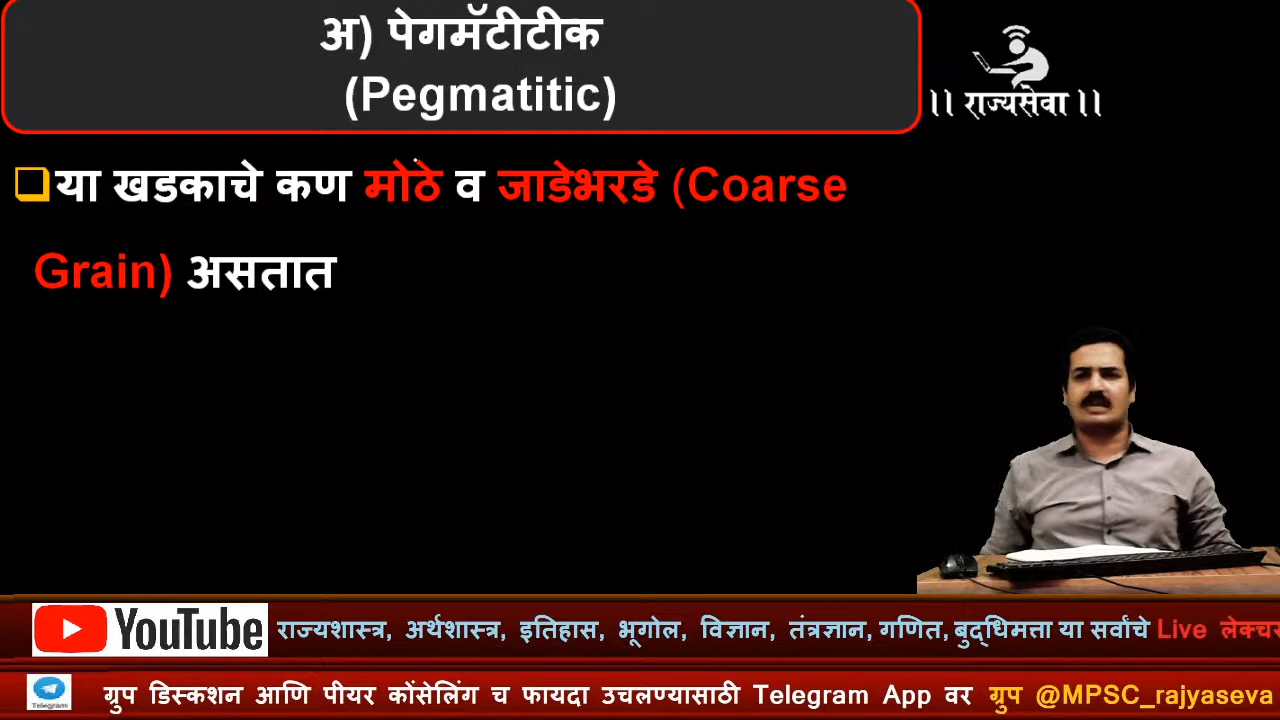 अ) पेगमॅटीटीक
(Pegmatitic)
।। राज्यसेवा ।।
या खडकाचे कण मोठे व जाडेभरडे (Coarse
Grain) असतात
YouTube राज्यशास्त्र, अर्थशास्त्र, इतिहास, भूगोल, विज्ञान, तंत्रज्ञान, गणित, बुद्धिमत्ता या सर्वांचे Live लेक्चर
Telegram ग्रुप डिस्कशन आणि पीयर कोंसेलिंग च फायदा उचलण्यासाठी Telegram App वर ग्रुप @MPSC_rajyaseva